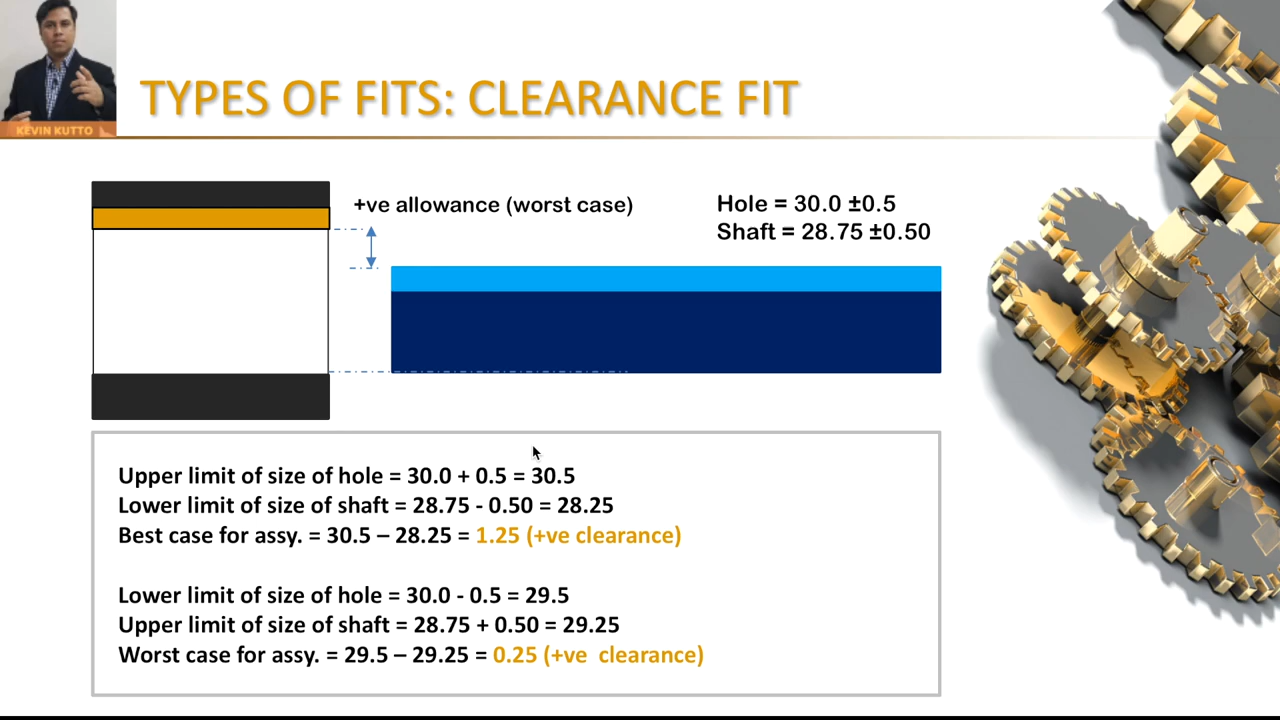 KEVIN KUTTO
TYPES OF FITS: CLEARANCE FIT
+ve allowance (worst case)
Hole = 30.0 ±0.5
Shaft = 28.75 ±0.50
Upper limit of size of hole = 30.0 + 0.5 = 30.5
Lower limit of size of shaft = 28.75 - 0.50 = 28.25
Best case for assy. = 30.5 – 28.25 = 1.25 (+ve clearance)
Lower limit of size of hole = 30.0 - 0.5 = 29.5
Upper limit of size of shaft = 28.75 + 0.50 = 29.25
Worst case for assy. = 29.5 – 29.25 = 0.25 (+ve  clearance)